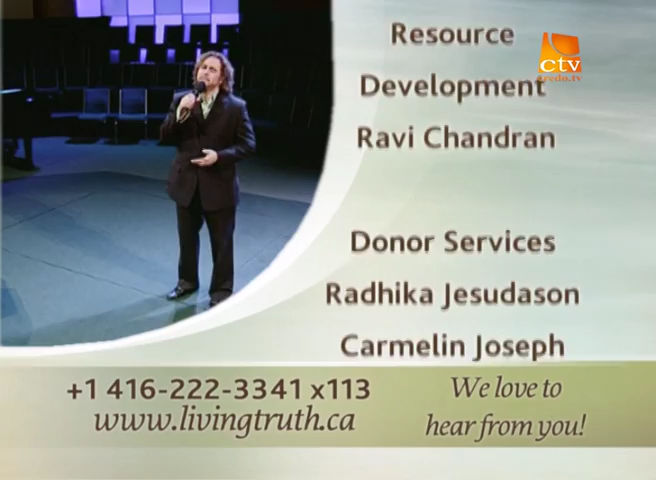 Resource
Development
Ravi Chandran
Donor Services
Radhika Jesudason
Carmelin Joseph
ctv
credo.tv
+1 416-222-3341 x113
www.livingtruth.ca
We love to
hear from you!